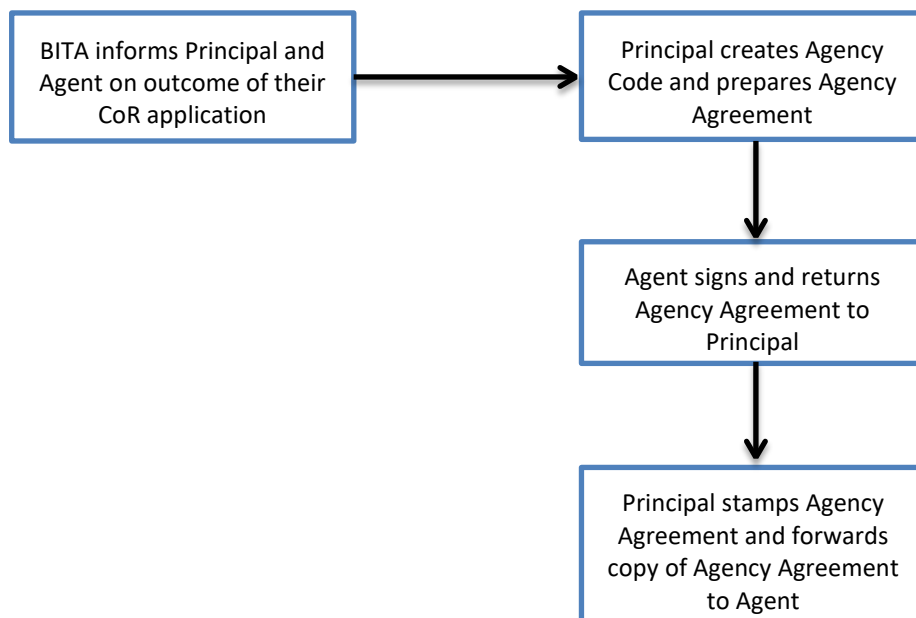 BITA informs Principal and
Agent on outcome of their
CoR application
Principal creates Agency
Code and prepares Agency
Agreement
Agent signs and returns
Agency Agreement to
Principal
Principal stamps Agency
Agreement and forwards
copy of Agency Agreement
to Agent